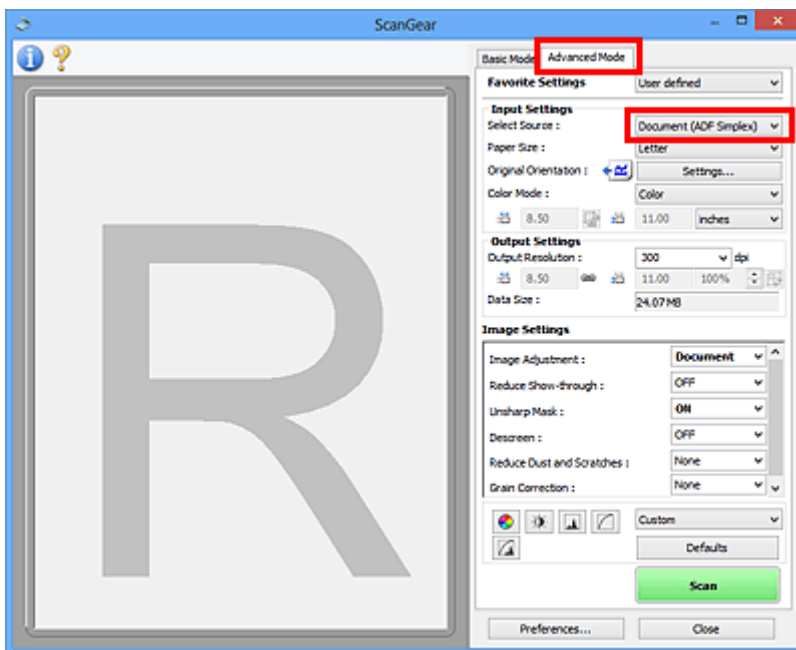 ScanGear
Basic Mode Advanced Mode
Favorite Settings User defined
Input Settings
Select Source : Document (ADF Simplex)
Paper Size : Letter
Original Orientation : Settings...
Color Mode : Color
8.50 11.00 inches
Output Settings
Output Resolution : 300 dpi
8.50 11.00 100%
Data Size : 24.07 MB
Image Settings
Image Adjustment : Document
Reduce Show-through : OFF
Unsharp Mask : ON
Descreen : OFF
Reduce Dust and Scratches : None
Grain Correction : None
Custom
Defaults
Scan
Preferences... Close
R